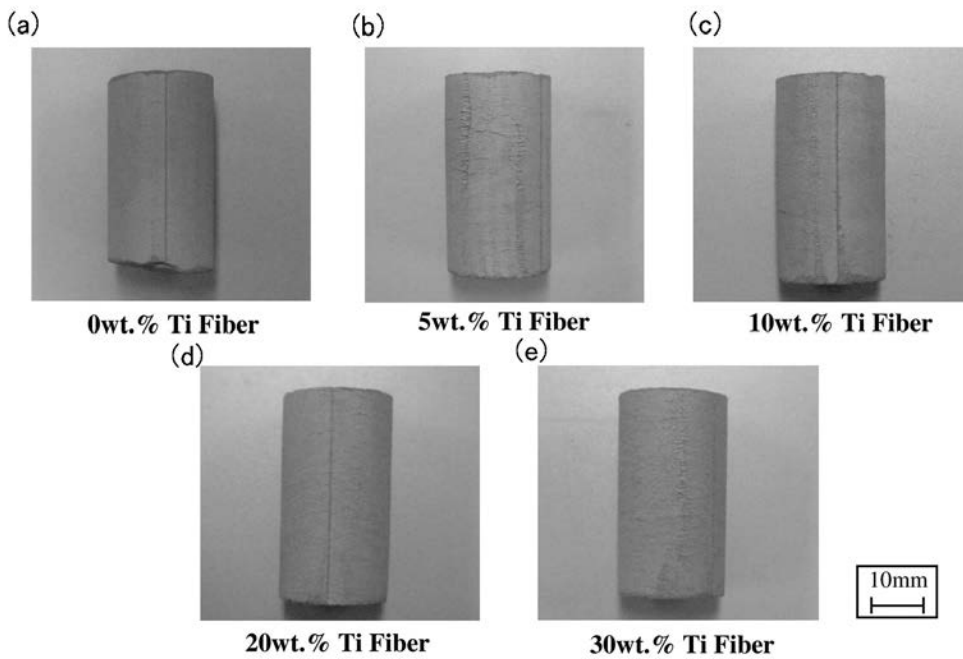 (a)
(b)
(c)
0wt.% Ti Fiber
5wt.% Ti Fiber
10wt.% Ti Fiber
(d)
(e)
20wt.% Ti Fiber
30wt.% Ti Fiber
10mm